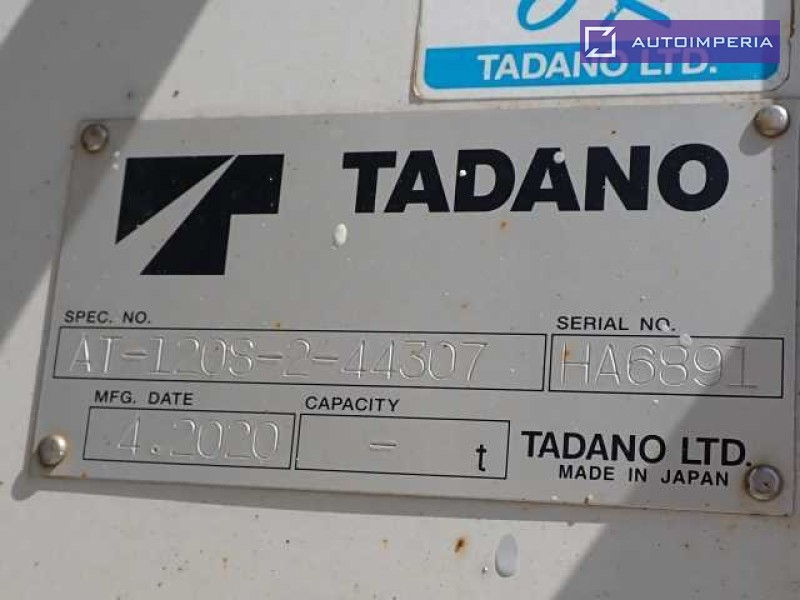 AUTOIMPERIA
TADANO LTD.
TADANO
SPEC. NO.
AT-120S-2-44307
SERIAL NO.
HA6891
MFG. DATE
4.2020
CAPACITY
- t
TADANO LTD.
MADE IN JAPAN